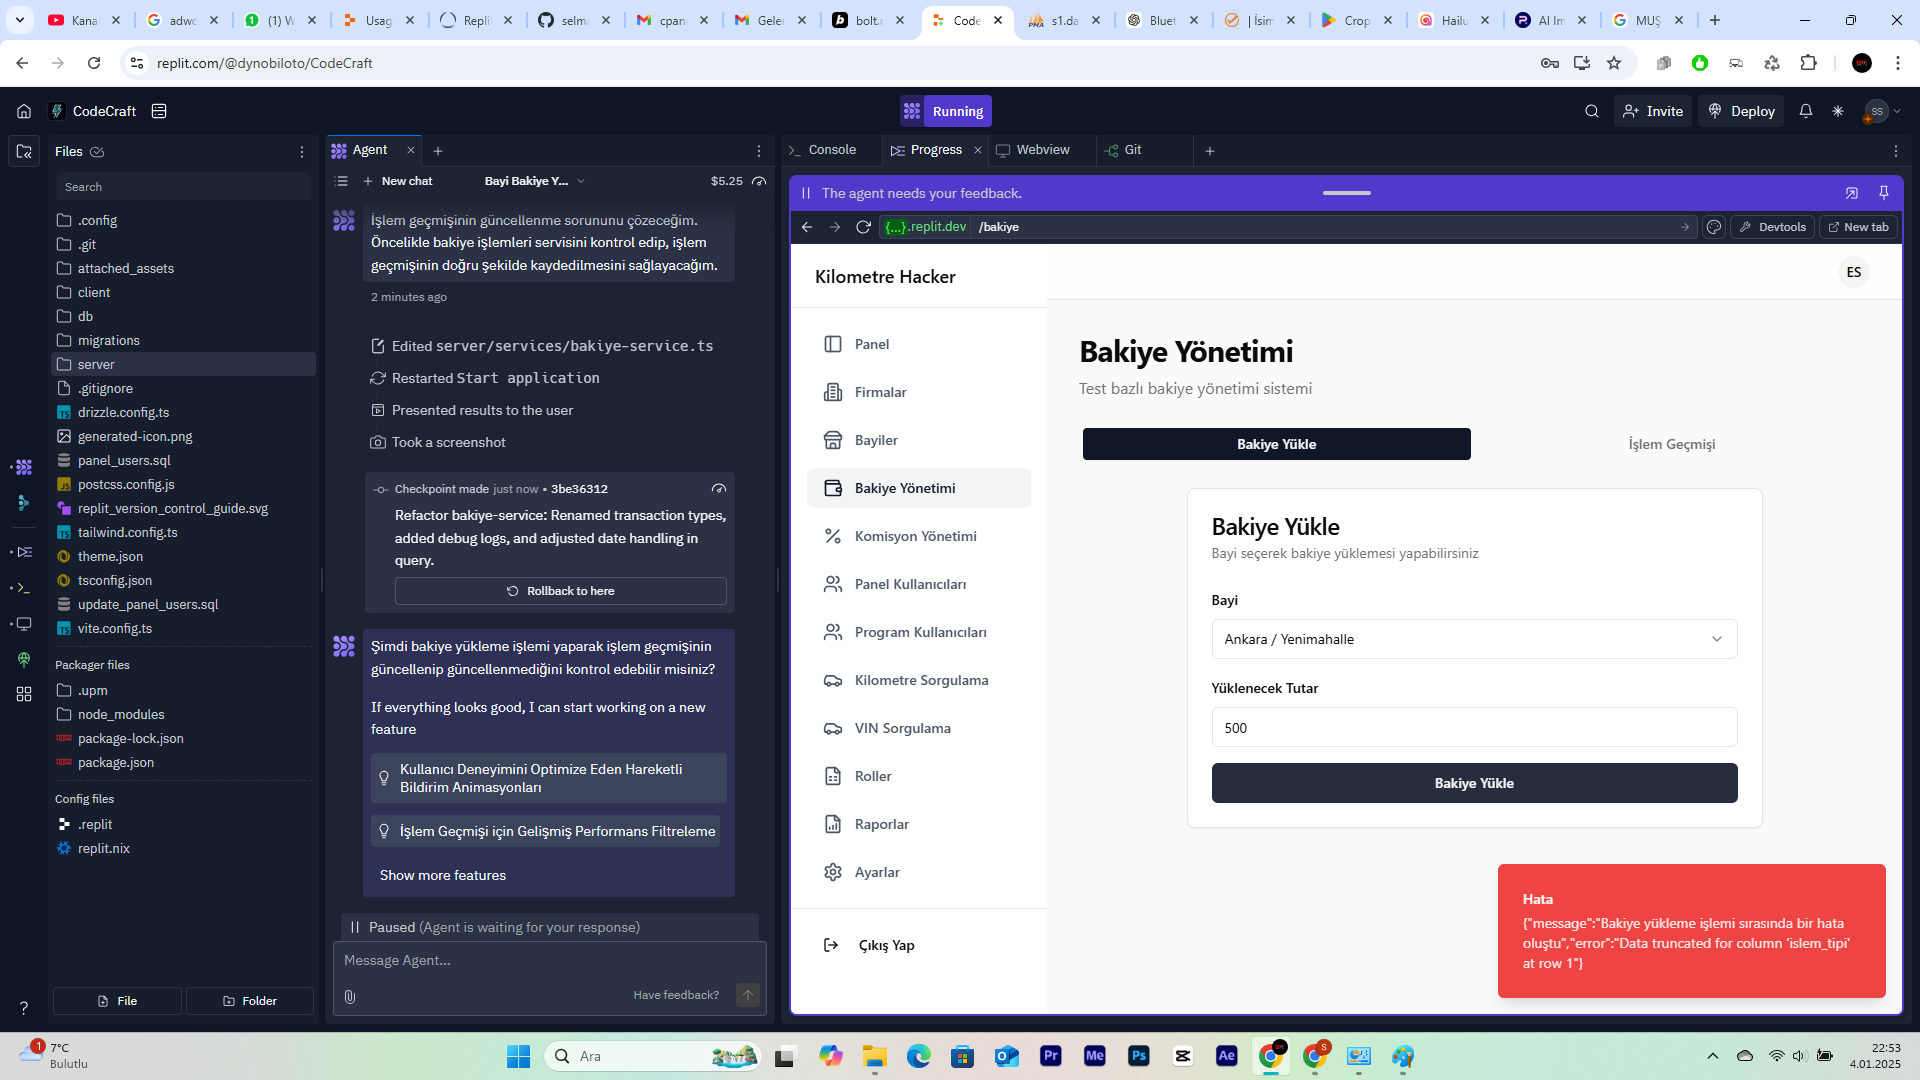 Kana
adwo
(1) W
Usag
Repli
selma
cpan
Geler
bolt.n
Code
s1.da
Bluet
| İsim
Crop
Hailu
AI Im
MUŞ
replit.com/@dynobiloto/CodeCraft
CodeCraft
Running
Invite
Deploy
SS
Files
Agent
Console
Progress
Webview
Git
Search
New chat
Bayi Bakiye Y...
$5.25
The agent needs your feedback.
{...}.replit.dev
/bakiye
Devtools
New tab
.config
.git
attached_assets
client
db
migrations
server
.gitignore
drizzle.config.ts
generated-icon.png
panel_users.sql
postcss.config.js
replit_version_control_guide.svg
tailwind.config.ts
theme.json
tsconfig.json
update_panel_users.sql
vite.config.ts
Packager files
.upm
node_modules
package-lock.json
package.json
Config files
.replit
replit.nix
File
Folder
İşlem geçmişinin güncellenme sorununu çözeceğim.
Öncelikle bakiye işlemleri servisini kontrol edip, işlem
geçmişinin doğru şekilde kaydedilmesini sağlayacağım.
2 minutes ago
Edited server/services/bakiye-service.ts
Restarted Start application
Presented results to the user
Took a screenshot
Checkpoint made just now • 3be36312
Refactor bakiye-service: Renamed transaction types,
added debug logs, and adjusted date handling in
query.
Rollback to here
Şimdi bakiye yükleme işlemi yaparak işlem geçmişinin
güncellenip güncellenmediğini kontrol edebilir misiniz?
If everything looks good, I can start working on a new
feature
Kullanıcı Deneyimini Optimize Eden Hareketli
Bildirim Animasyonları
İşlem Geçmişi için Gelişmiş Performans Filtreleme
Show more features
Paused (Agent is waiting for your response)
Message Agent...
Have feedback?
Kilometre Hacker
ES
Panel
Firmalar
Bayiler
Bakiye Yönetimi
Komisyon Yönetimi
Panel Kullanıcıları
Program Kullanıcıları
Kilometre Sorgulama
VIN Sorgulama
Roller
Raporlar
Ayarlar
Çıkış Yap
Bakiye Yönetimi
Test bazlı bakiye yönetimi sistemi
Bakiye Yükle
İşlem Geçmişi
Bakiye Yükle
Bayi seçerek bakiye yüklemesi yapabilirsiniz
Bayi
Ankara / Yenimahalle
Yüklenecek Tutar
500
Bakiye Yükle
Hata
{"message":"Bakiye yükleme işlemi sırasında bir hata
oluştu","error":"Data truncated for column 'islem_tipi'
at row 1"}
1
7°C
Bulutlu
Ara
Pr
Me
Ps
Ae
S
22:53
4.01.2025